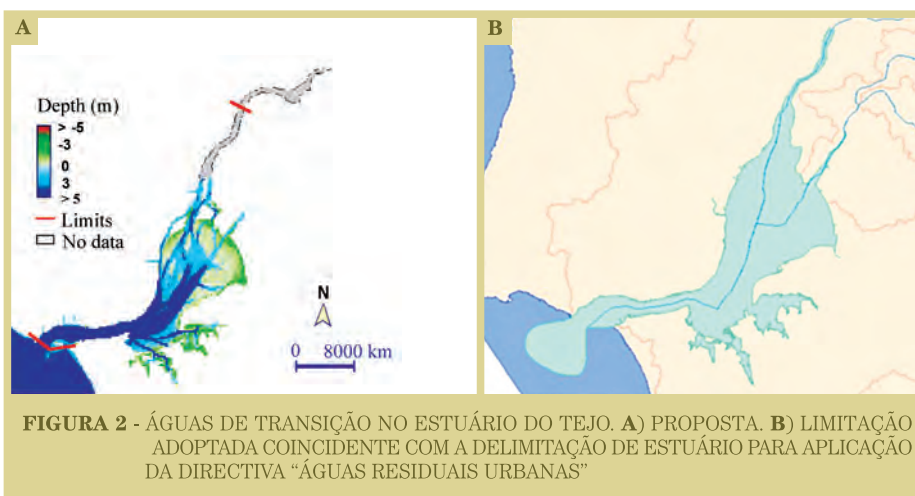 A
B
Depth (m)
> -5
-3
0
3
> 5
Limits
No data
N
0 8000 km
FIGURA 2 - ÁGUAS DE TRANSIÇÃO NO ESTUÁRIO DO TEJO. A) PROPOSTA. B) LIMITAÇÃO
ADOPTADA COINCIDENTE COM A DELIMITAÇÃO DE ESTUÁRIO PARA APLICAÇÃO
DA DIRECTIVA “ÁGUAS RESIDUAIS URBANAS”